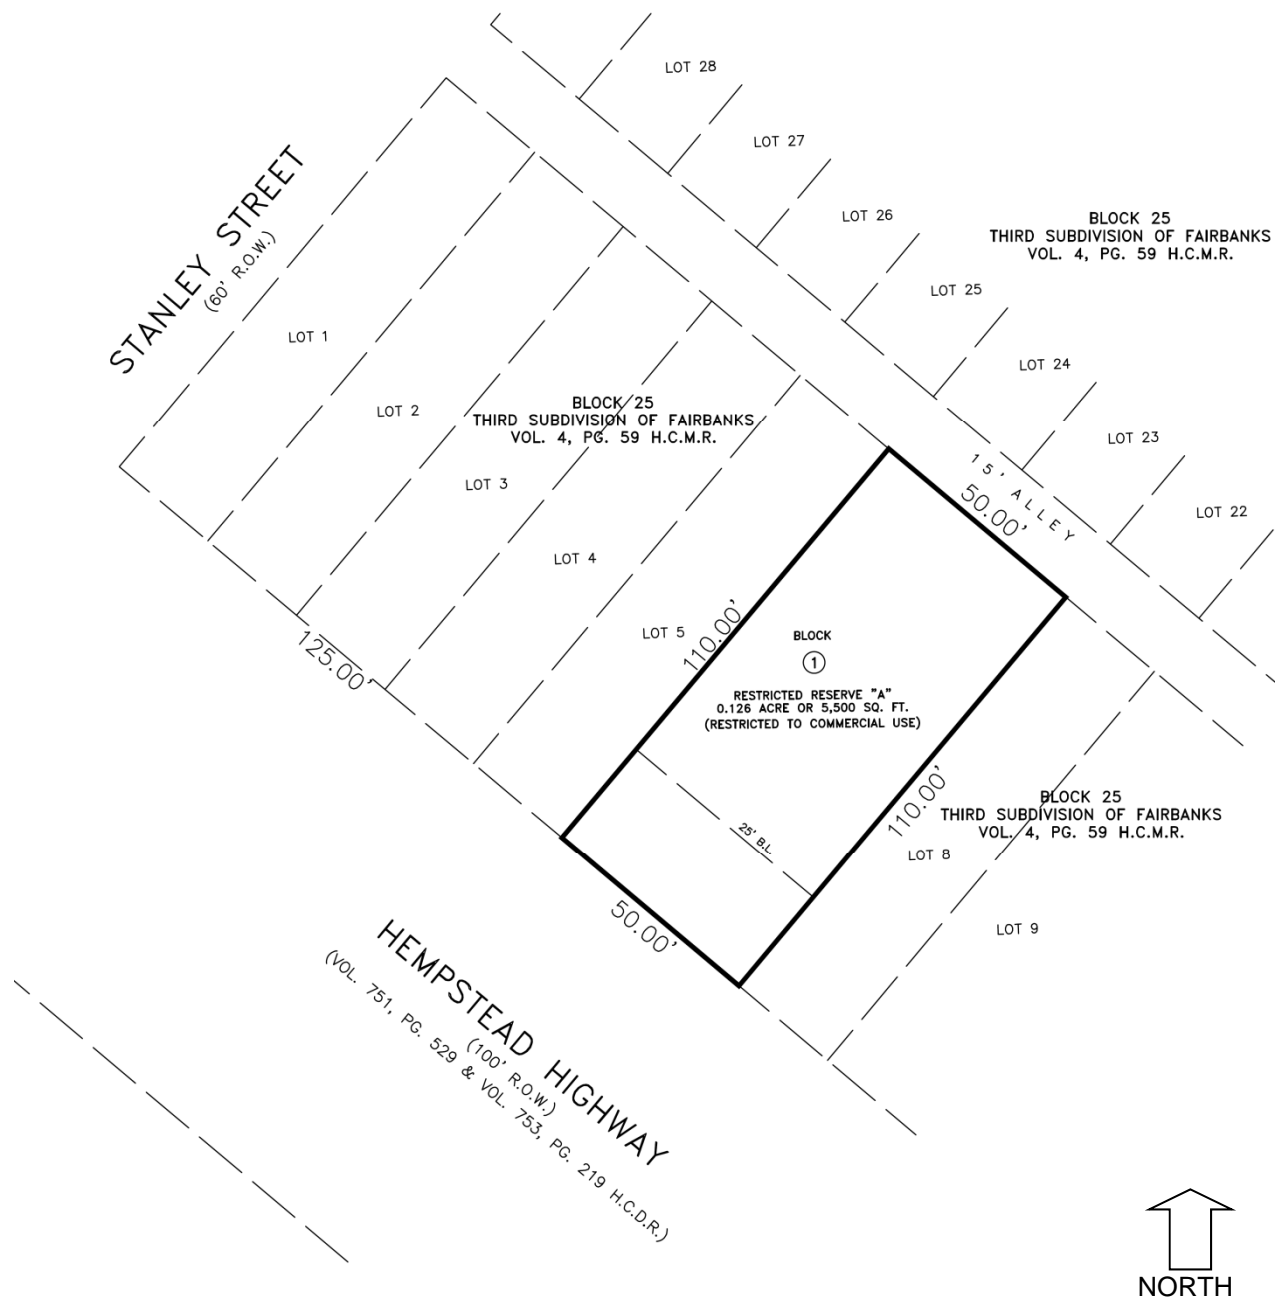 LOT 28
LOT 27
LOT 26
BLOCK 25
THIRD SUBDIVISION OF FAIRBANKS
VOL. 4, PG. 59 H.C.M.R.
STANLEY STREET
(60' R.O.W.)
LOT 25
LOT 1
LOT 24
LOT 2
BLOCK 25
THIRD SUBDIVISION OF FAIRBANKS
VOL. 4, PG. 59 H.C.M.R.
LOT 23
15' ALLEY
50.00'
LOT 3
LOT 22
LOT 4
LOT 5
110.00'
BLOCK
1
RESTRICTED RESERVE "A"
0.126 ACRE OR 5,500 SQ. FT.
(RESTRICTED TO COMMERCIAL USE)
125.00'
110.00'
BLOCK 25
THIRD SUBDIVISION OF FAIRBANKS
VOL. 4, PG. 59 H.C.M.R.
25' B.L.
LOT 8
50.00'
LOT 9
HEMPSTEAD HIGHWAY
(100' R.O.W.)
(VOL. 751, PG. 529 & VOL. 753, PG. 219 H.C.D.R.)
NORTH